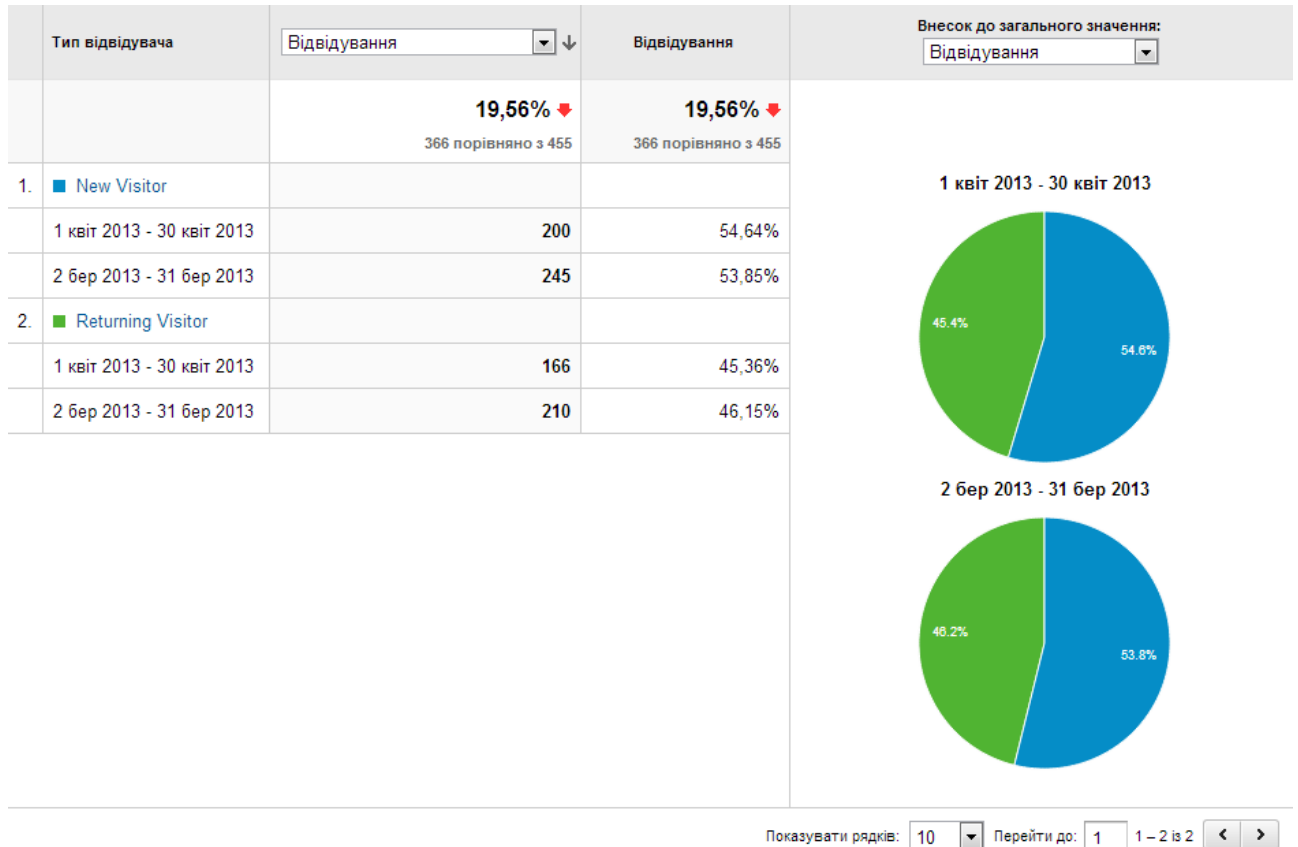 Тип відвідувача
Відвідування
Відвідування
Внесок до загального значення:
Відвідування
19,56%
366 порівняно з 455
19,56%
366 порівняно з 455
1. New Visitor
1 квіт 2013 - 30 квіт 2013 200 54,64%
2 бер 2013 - 31 бер 2013 245 53,85%
2. Returning Visitor
1 квіт 2013 - 30 квіт 2013 166 45,36%
2 бер 2013 - 31 бер 2013 210 46,15%
1 квіт 2013 - 30 квіт 2013
45.4%
54.6%
2 бер 2013 - 31 бер 2013
46.2%
53.8%
Показувати рядків: 10 Перейти до: 1 1 – 2 із 2